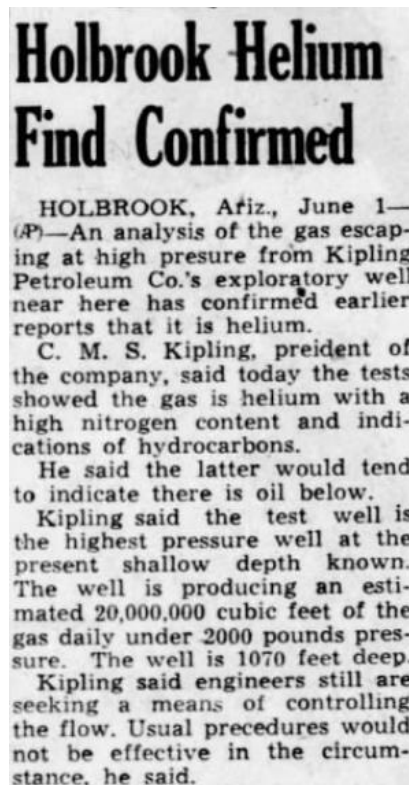 Holbrook Helium
Find Confirmed
HOLBROOK, Ariz., June 1—
(AP)—An analysis of the gas escap-
ing at high presure from Kipling
Petroleum Co.'s exploratory well
near here has confirmed earlier
reports that it is helium.
C. M. S. Kipling, preident of
the company, said today the tests
showed the gas is helium with a
high nitrogen content and indi-
cations of hydrocarbons.
He said the latter would tend
to indicate there is oil below.
Kipling said the test well is
the highest pressure well at the
present shallow depth known.
The well is producing an esti-
mated 20,000,000 cubic feet of the
gas daily under 2000 pounds pres-
sure. The well is 1070 feet deep.
Kipling said engineers still are
seeking a means of controlling
the flow. Usual precedures would
not be effective in the circum-
stance, he said.